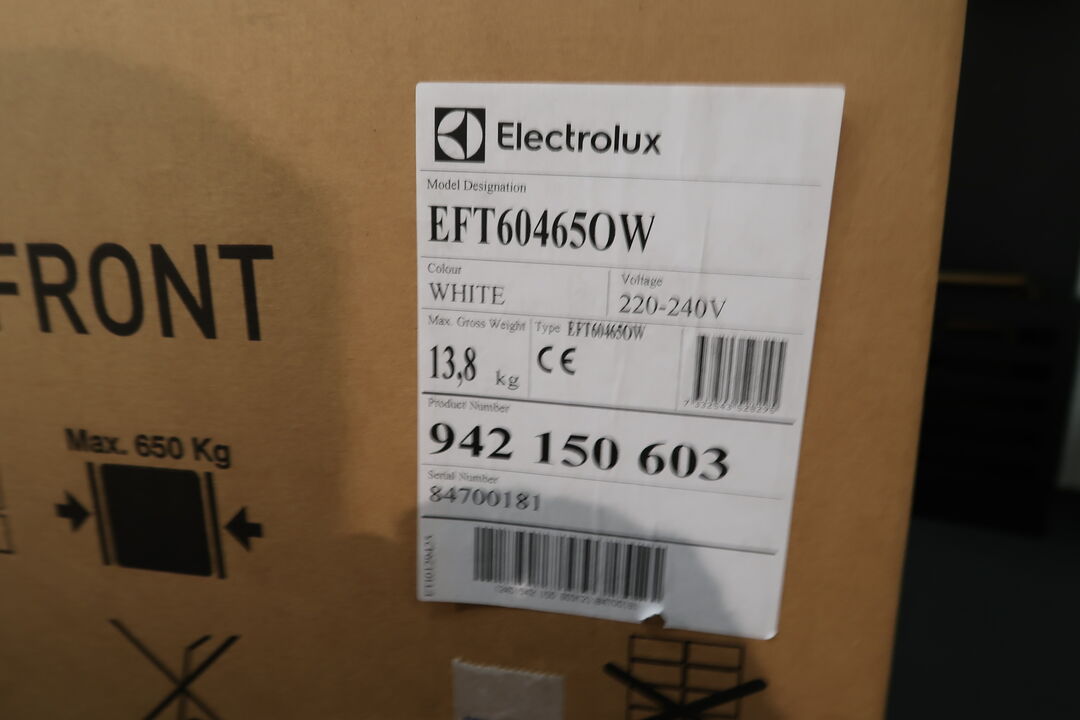 Electrolux
Model Designation
EFT60465OW
Colour
WHITE
Voltage
220-240V
Max. Gross Weight
13,8 kg
Type EFT60465OW
CE
Product Number
942 150 603
Serial Number
84700181
FRONT
Max. 650 Kg